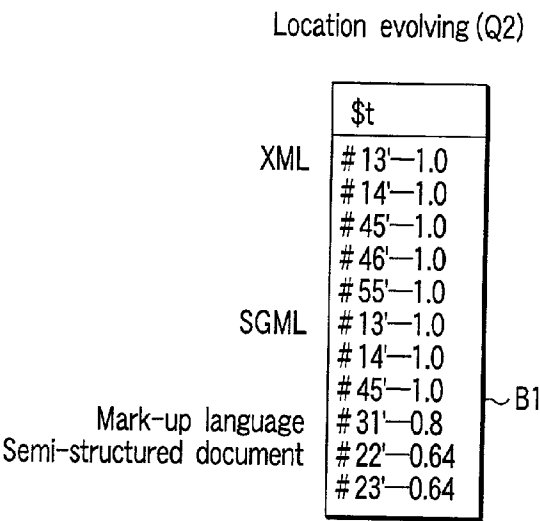 Location evolving (Q2)
$t
XML #13'—1.0
#14'—1.0
#45'—1.0
#46'—1.0
#55'—1.0
SGML #13'—1.0
#14'—1.0
#45'—1.0
B1
Mark-up language #31'—0.8
Semi-structured document #22'—0.64
#23'—0.64